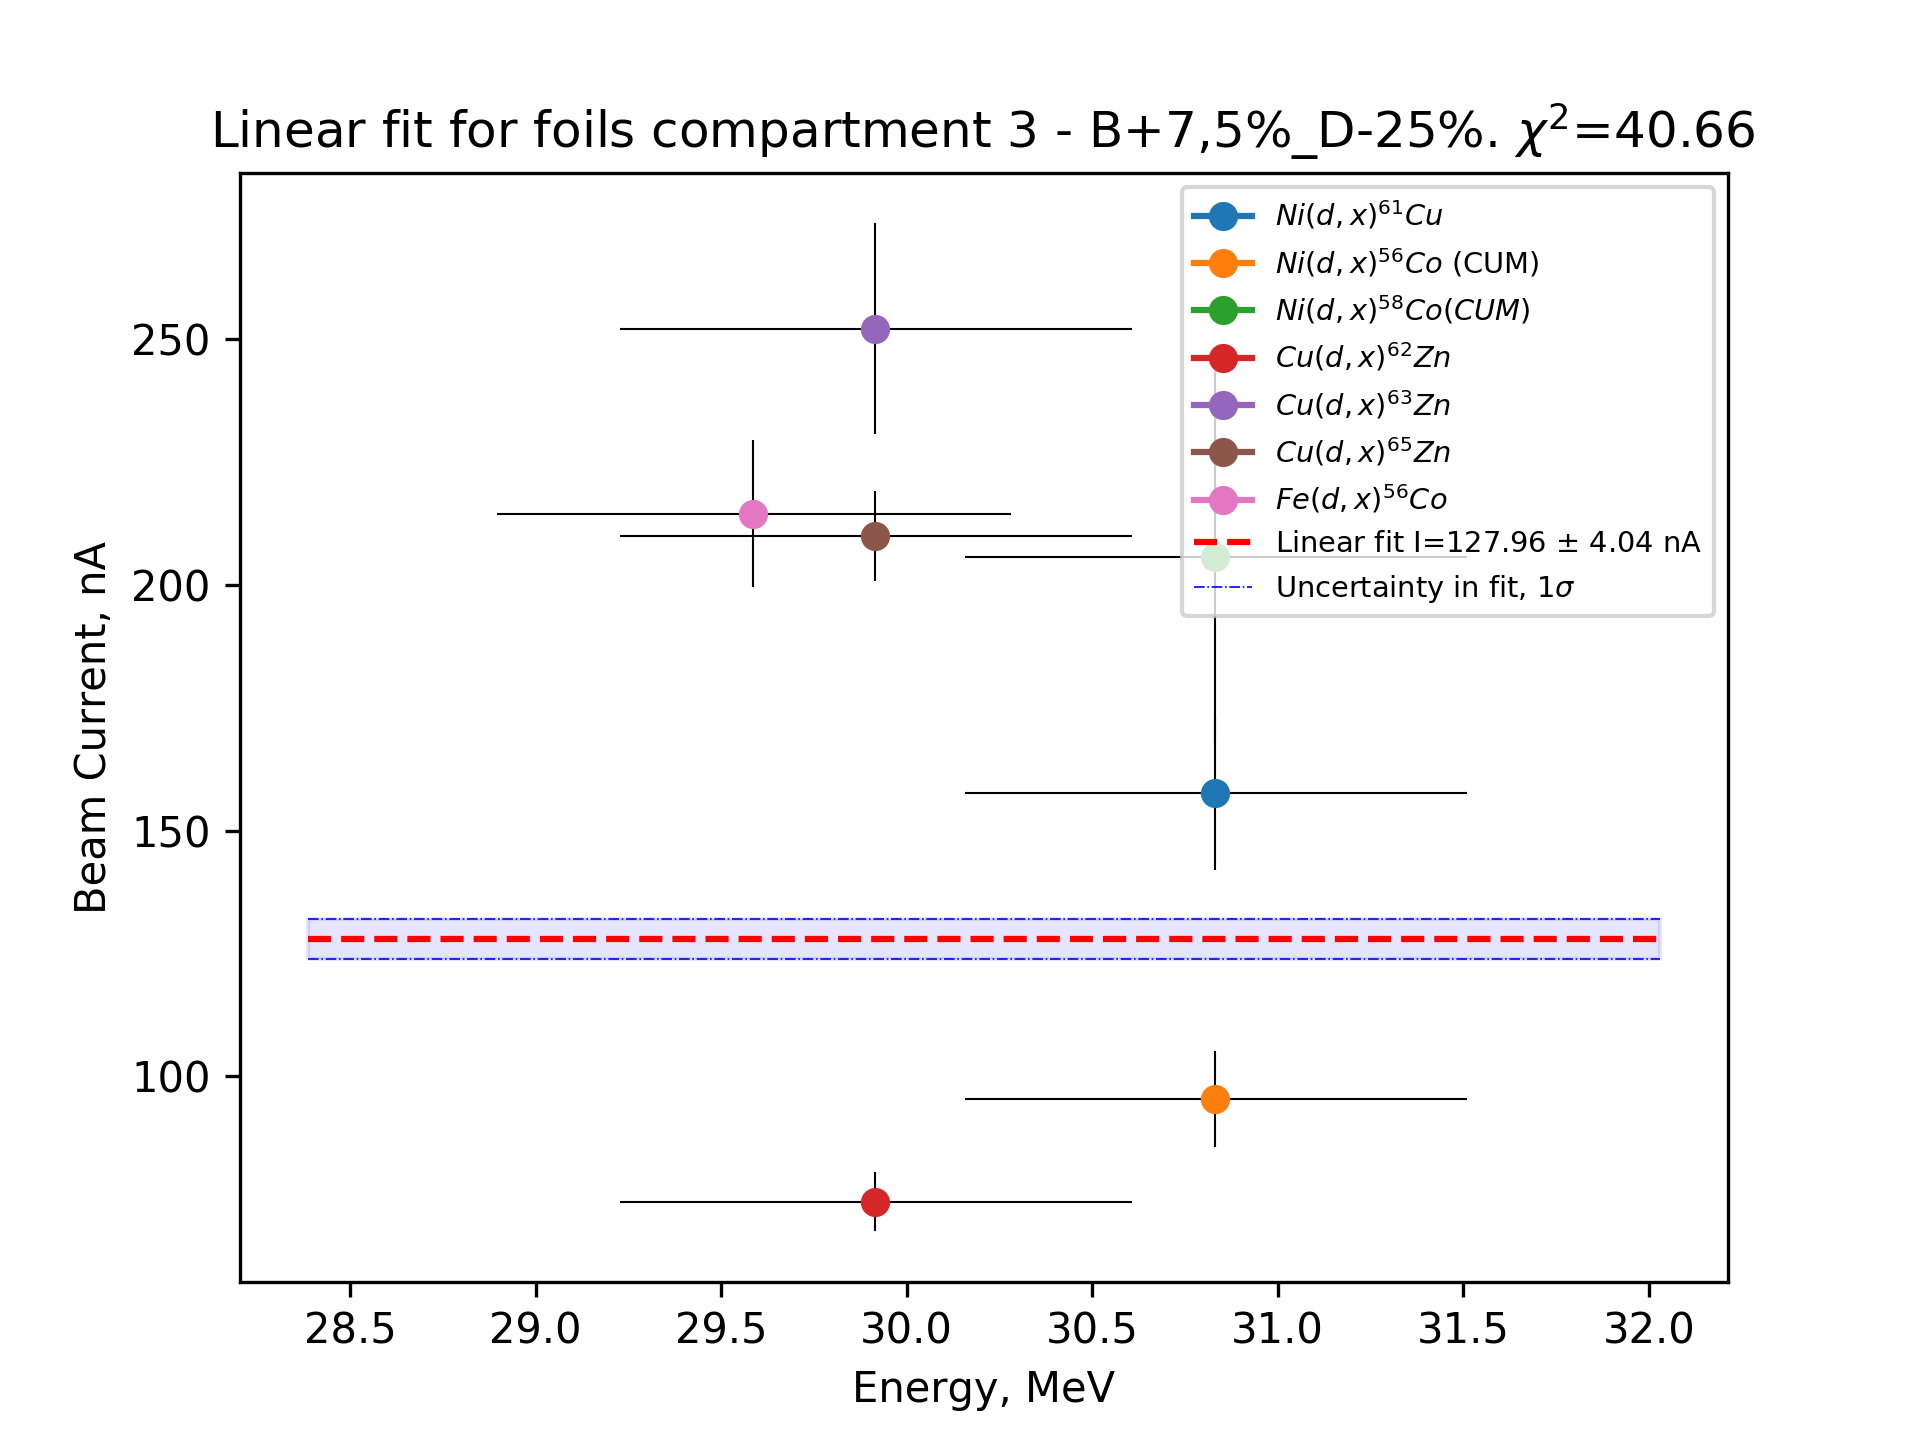 Linear fit for foils compartment 3 - B+7,5%_D-25%. χ²=40.66
Ni(d, x)⁶¹Cu
Ni(d, x)⁵⁶Co (CUM)
Ni(d, x)⁵⁸Co(CUM)
Cu(d, x)⁶²Zn
Cu(d, x)⁶³Zn
Cu(d, x)⁶⁵Zn
Fe(d, x)⁵⁶Co
Linear fit I=127.96 ± 4.04 nA
Uncertainty in fit, 1σ
Beam Current, nA
250
200
150
100
28.5 29.0 29.5 30.0 30.5 31.0 31.5 32.0
Energy, MeV